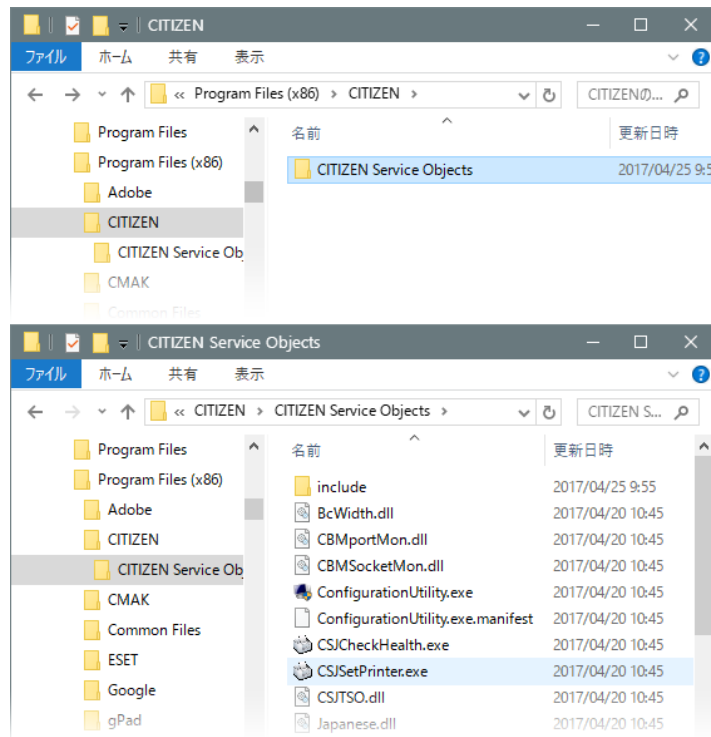 CITIZEN
ファイル ホーム 共有 表示
« Program Files (x86) › CITIZEN › CITIZENの...
Program Files 名前 更新日時
Program Files (x86) CITIZEN Service Objects 2017/04/25 9:5
Adobe
CITIZEN
CITIZEN Service Ob
CMAK
Common Files
CITIZEN Service Objects
ファイル ホーム 共有 表示
« CITIZEN › CITIZEN Service Objects › CITIZEN S...
Program Files 名前 更新日時
Program Files (x86) include 2017/04/25 9:55
Adobe BcWidth.dll 2017/04/20 10:45
CITIZEN CBMportMon.dll 2017/04/20 10:45
CITIZEN Service Ob CBMSocketMon.dll 2017/04/20 10:45
CMAK ConfigurationUtility.exe 2017/04/20 10:45
Common Files ConfigurationUtility.exe.manifest 2017/04/20 10:45
ESET CSJCheckHealth.exe 2017/04/20 10:45
Google CSJSetPrinter.exe 2017/04/20 10:45
gPad CSJTSO.dll 2017/04/20 10:45
Japanese.dll 2017/04/20 10:45